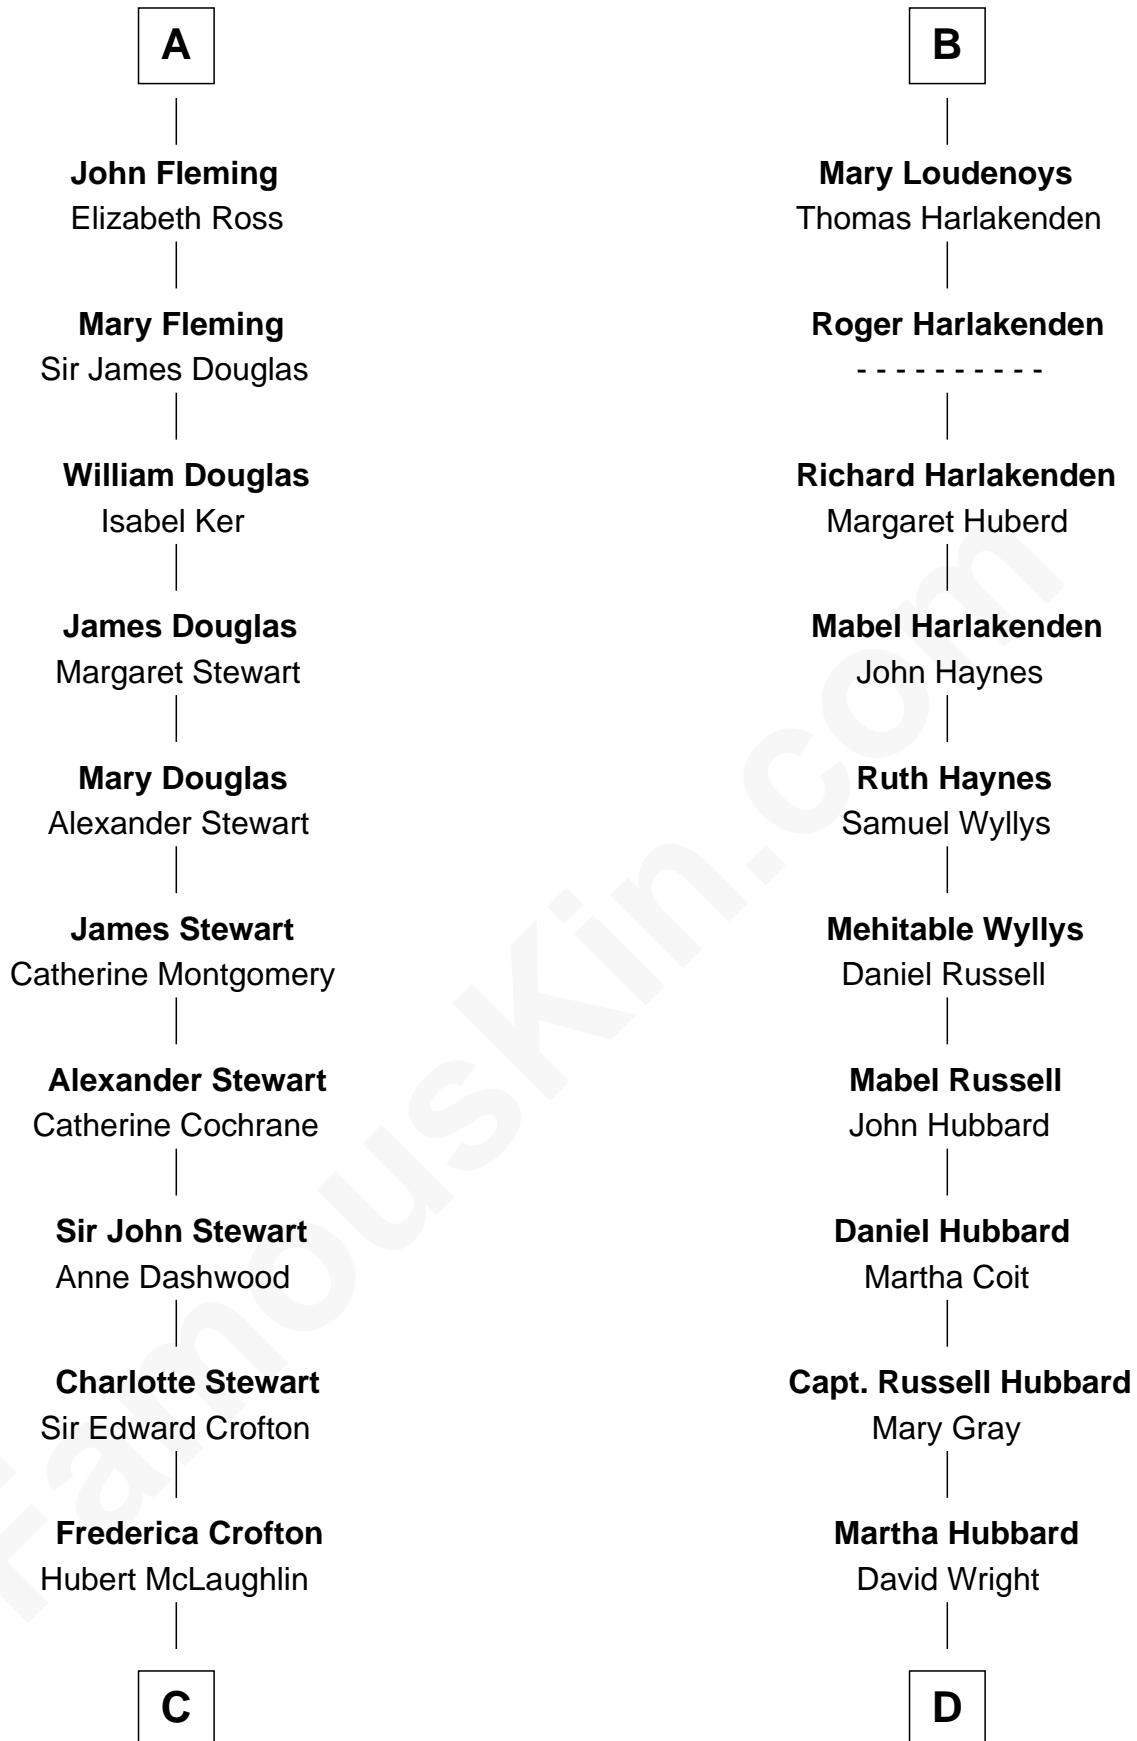 A
John Fleming
Elizabeth Ross
Mary Fleming
Sir James Douglas
William Douglas
Isabel Ker
James Douglas
Margaret Stewart
Mary Douglas
Alexander Stewart
James Stewart
Catherine Montgomery
Alexander Stewart
Catherine Cochrane
Sir John Stewart
Anne Dashwood
Charlotte Stewart
Sir Edward Crofton
Frederica Crofton
Hubert McLaughlin
C
B
Mary Loudenoys
Thomas Harlakenden
Roger Harlakenden
- - - - - - - - - -
Richard Harlakenden
Margaret Huberd
Mabel Harlakenden
John Haynes
Ruth Haynes
Samuel Wyllys
Mehitable Wyllys
Daniel Russell
Mabel Russell
John Hubbard
Daniel Hubbard
Martha Coit
Capt. Russell Hubbard
Mary Gray
Martha Hubbard
David Wright
D
FamousKin.com